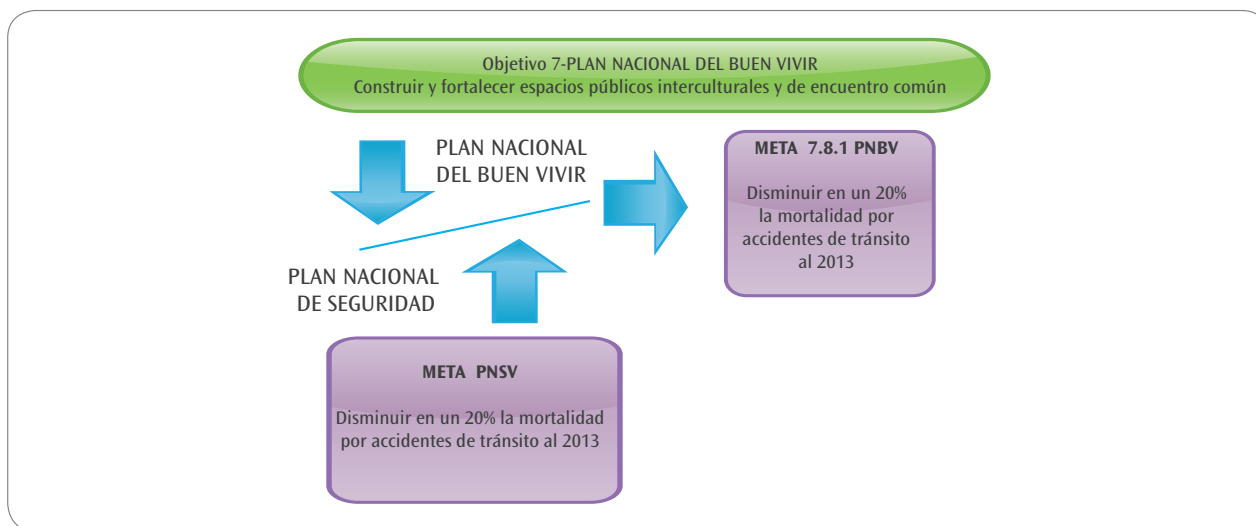 Objetivo 7-PLAN NACIONAL DEL BUEN VIVIR
Construir y fortalecer espacios públicos interculturales y de encuentro común
PLAN NACIONAL
DEL BUEN VIVIR
META 7.8.1 PNBV
Disminuir en un 20%
la mortalidad por
accidentes de tránsito
al 2013
PLAN NACIONAL
DE SEGURIDAD
META PNSV
Disminuir en un 20% la mortalidad
por accidentes de tránsito al 2013